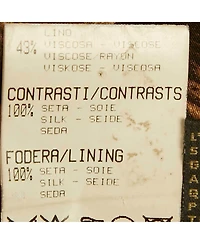 LINO
43% VISCOSA - VISCOSE
VISCOSE/RAYON
VISKOSE - VISCOSA
CONTRASTI/CONTRASTS
100% SETA - SOIE
SILK - SEIDE
SEDA
FODERA/LINING
100% SETA - SOIE
SILK - SEIDE
SEDA